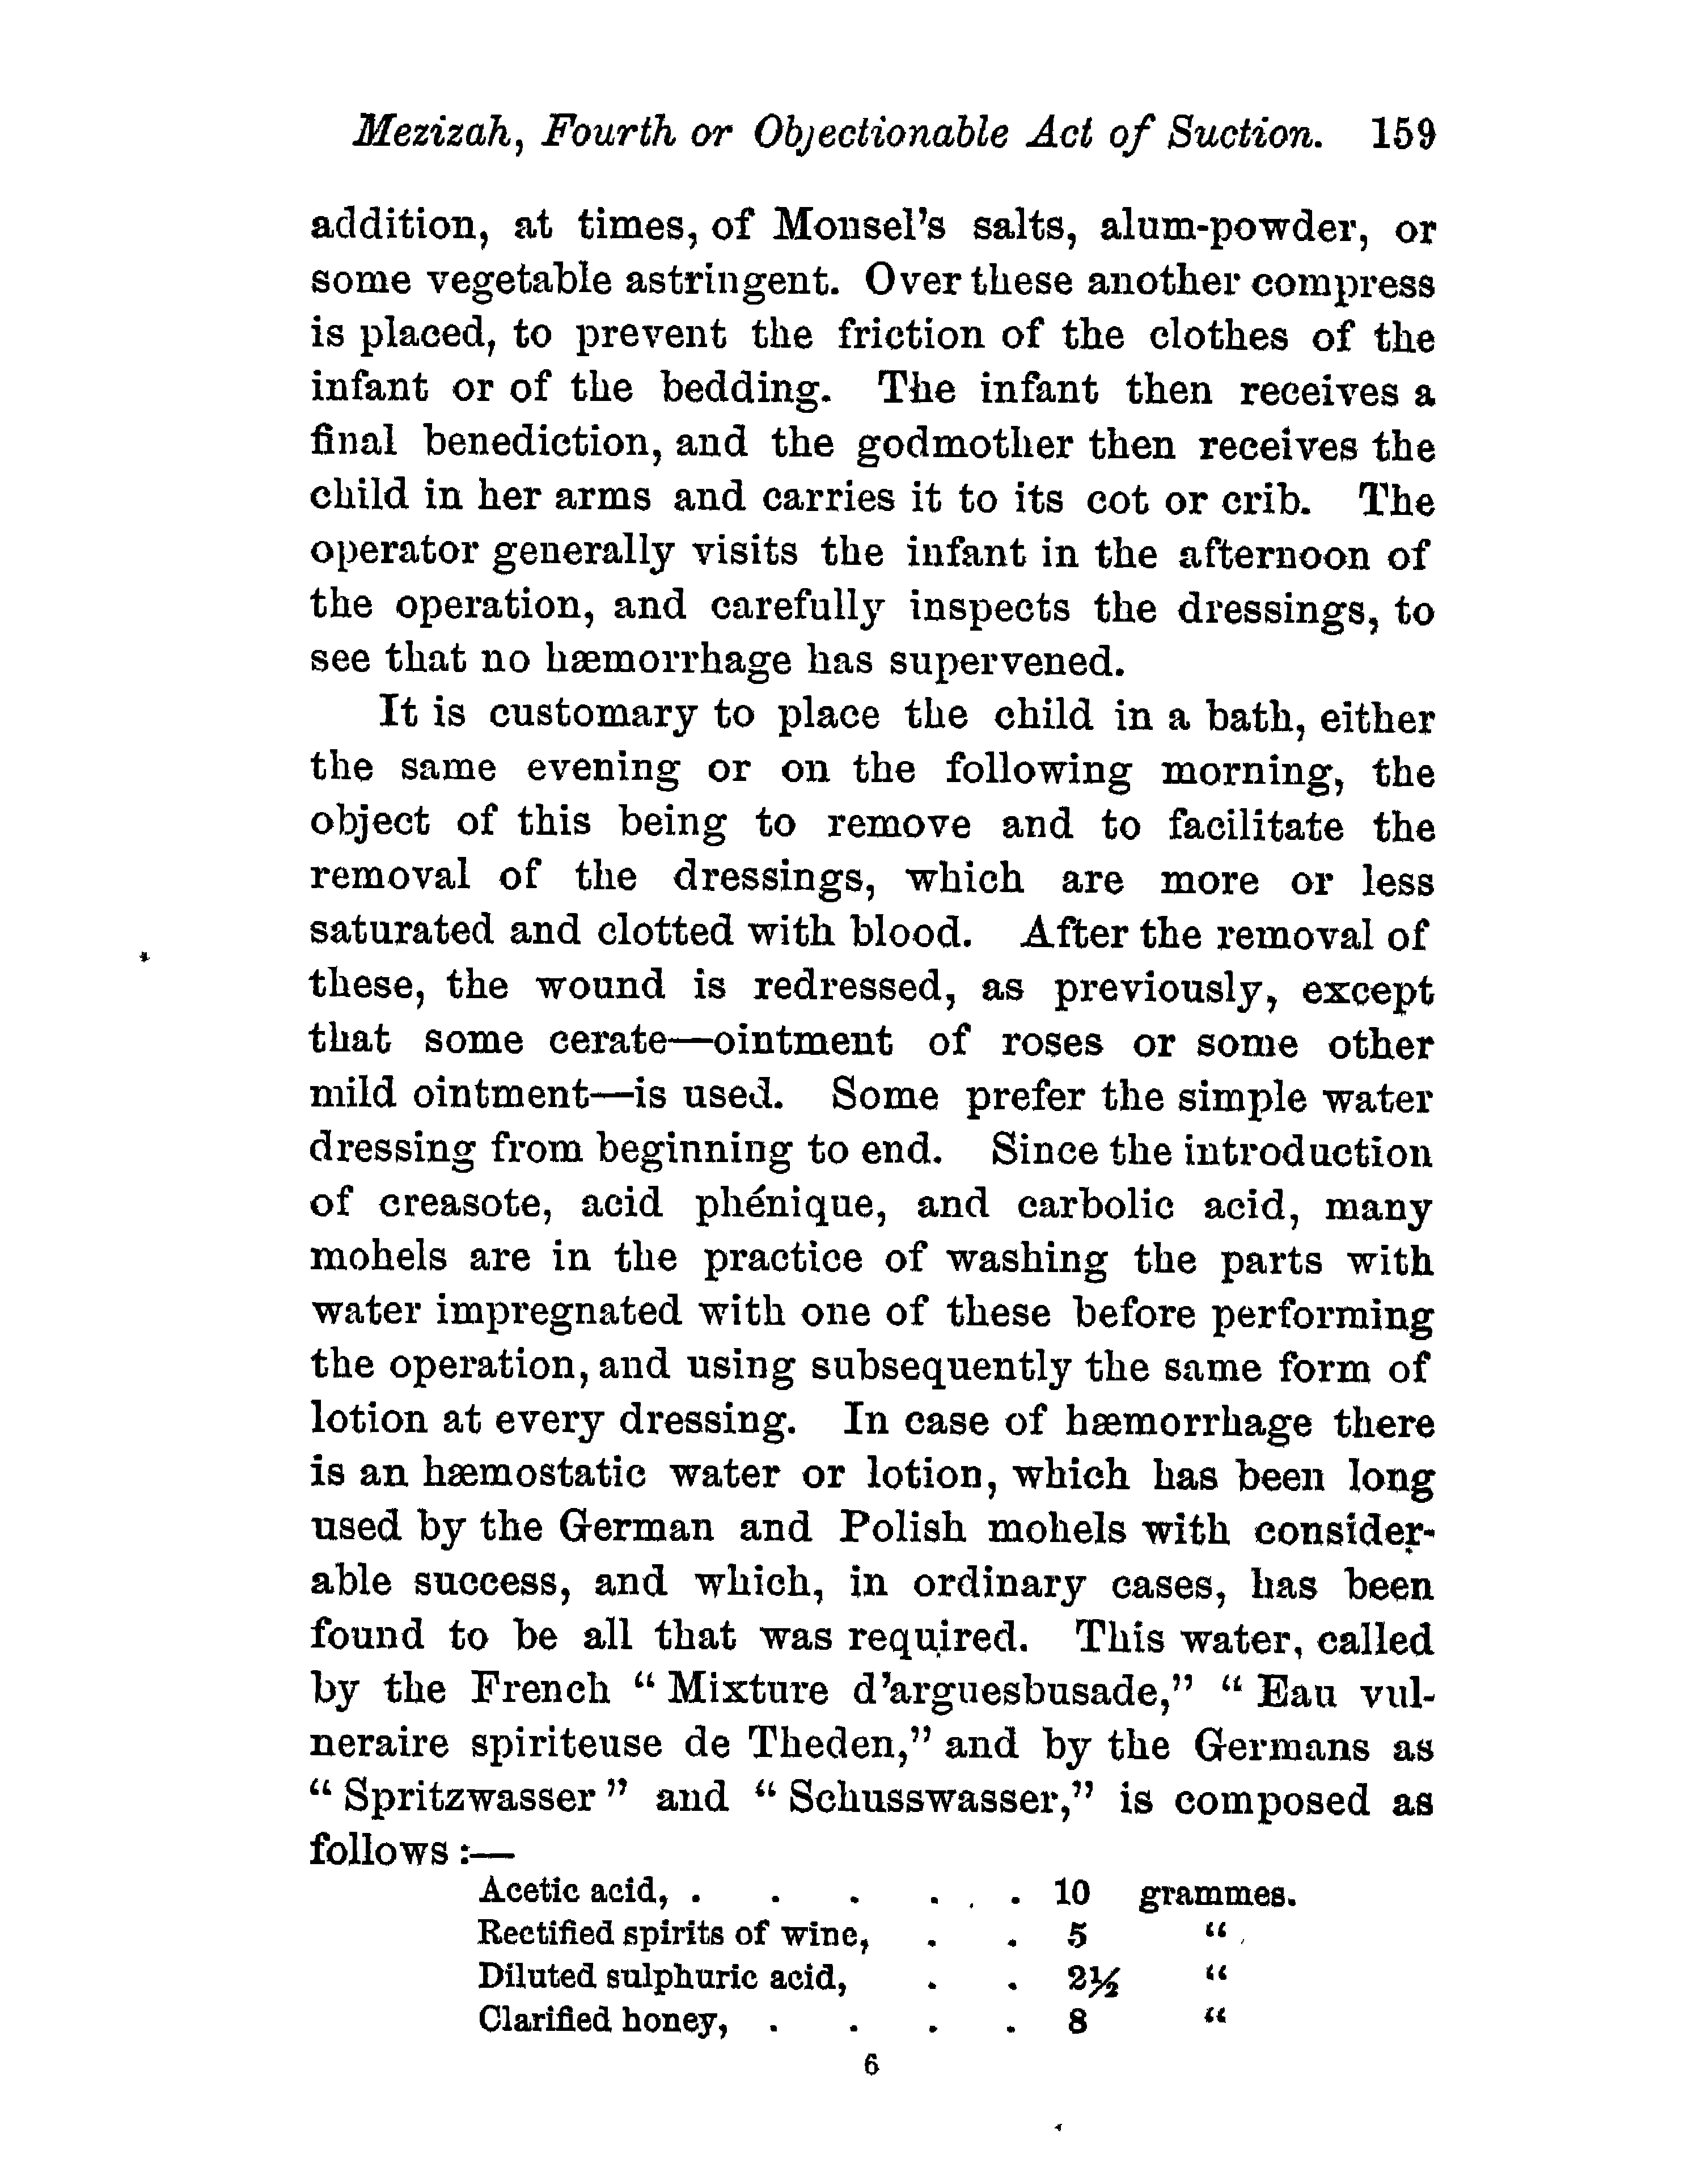 Mezizah, Fourth or Objectionable Act of Suction. 159
addition, at times, of Monsel's salts, alum-powder, or
some vegetable astringent. Over these another compress
is placed, to prevent the friction of the clothes of the
infant or of the bedding. The infant then receives a
final benediction, and the godmother then receives the
child in her arms and carries it to its cot or crib. The
operator generally visits the infant in the afternoon of
the operation, and carefully inspects the dressings, to
see that no hæmorrhage has supervened.
It is customary to place the child in a bath, either
the same evening or on the following morning, the
object of this being to remove and to facilitate the
removal of the dressings, which are more or less
saturated and clotted with blood. After the removal of
these, the wound is redressed, as previously, except
that some cerate—ointment of roses or some other
mild ointment—is used. Some prefer the simple water
dressing from beginning to end. Since the introduction
of creasote, acid phénique, and carbolic acid, many
mohels are in the practice of washing the parts with
water impregnated with one of these before performing
the operation, and using subsequently the same form of
lotion at every dressing. In case of hæmorrhage there
is an hæmostatic water or lotion, which has been long
used by the German and Polish mohels with consider-
able success, and which, in ordinary cases, has been
found to be all that was required. This water, called
by the French “Mixture d'arguesbusade,” “Eau vul-
neraire spiriteuse de Theden,” and by the Germans as
“Spritzwasser” and “Schusswasser,” is composed as
follows:—
Acetic acid, . . . . . 10 grammes.
Rectified spirits of wine, . . 5 “
Diluted sulphuric acid, . . 2½ “
Clarified honey, . . . . 8 “
6